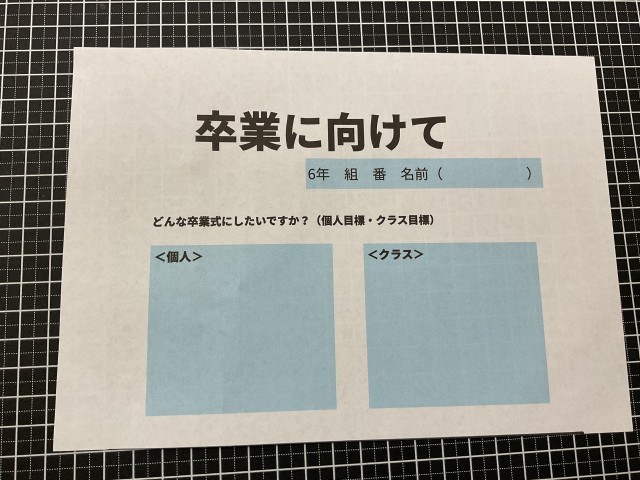 卒業に向けて
6年　組　番　名前（　　　　　　）
どんな卒業式にしたいですか？（個人目標・クラス目標）
＜個人＞
＜クラス＞